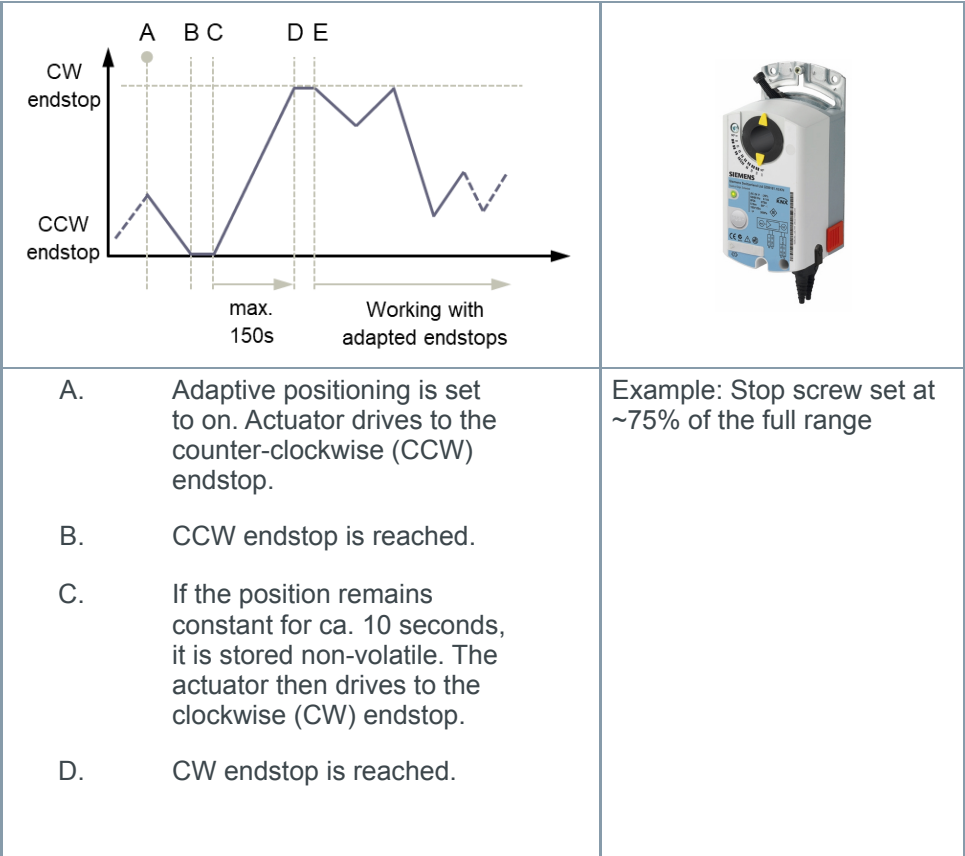 A B C D E
CW
endstop
CCW
endstop
max.
150s
Working with
adapted endstops
SIEMENS
KNX
A. Adaptive positioning is set
to on. Actuator drives to the
counter-clockwise (CCW)
endstop.
B. CCW endstop is reached.
C. If the position remains
constant for ca. 10 seconds,
it is stored non-volatile. The
actuator then drives to the
clockwise (CW) endstop.
D. CW endstop is reached.
Example: Stop screw set at
~75% of the full range